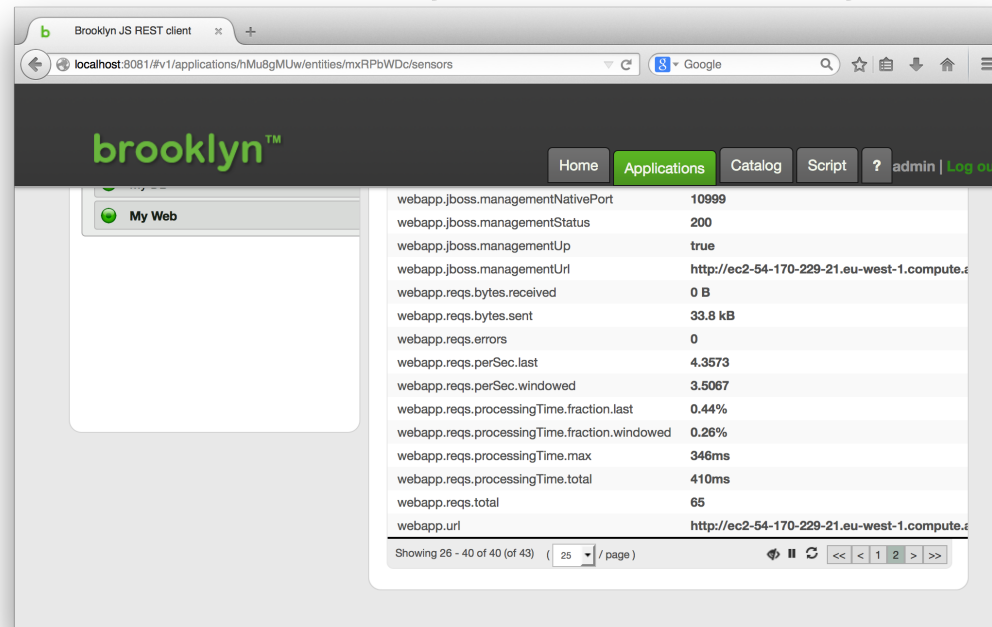 b Brooklyn JS REST client × +
localhost:8081/#v1/applications/hMu8gMUw/entities/mxRPbWDc/sensors
8 Google
brooklyn™
Home Applications Catalog Script ? admin | Log ou
My Web
webapp.jboss.managementNativePort 10999
webapp.jboss.managementStatus 200
webapp.jboss.managementUp true
webapp.jboss.managementUrl http://ec2-54-170-229-21.eu-west-1.compute.a
webapp.reqs.bytes.received 0 B
webapp.reqs.bytes.sent 33.8 kB
webapp.reqs.errors 0
webapp.reqs.perSec.last 4.3573
webapp.reqs.perSec.windowed 3.5067
webapp.reqs.processingTime.fraction.last 0.44%
webapp.reqs.processingTime.fraction.windowed 0.26%
webapp.reqs.processingTime.max 346ms
webapp.reqs.processingTime.total 410ms
webapp.reqs.total 65
webapp.url http://ec2-54-170-229-21.eu-west-1.compute.a
Showing 26 - 40 of 40 (of 43) ( 25 / page ) << < 1 2 > >>